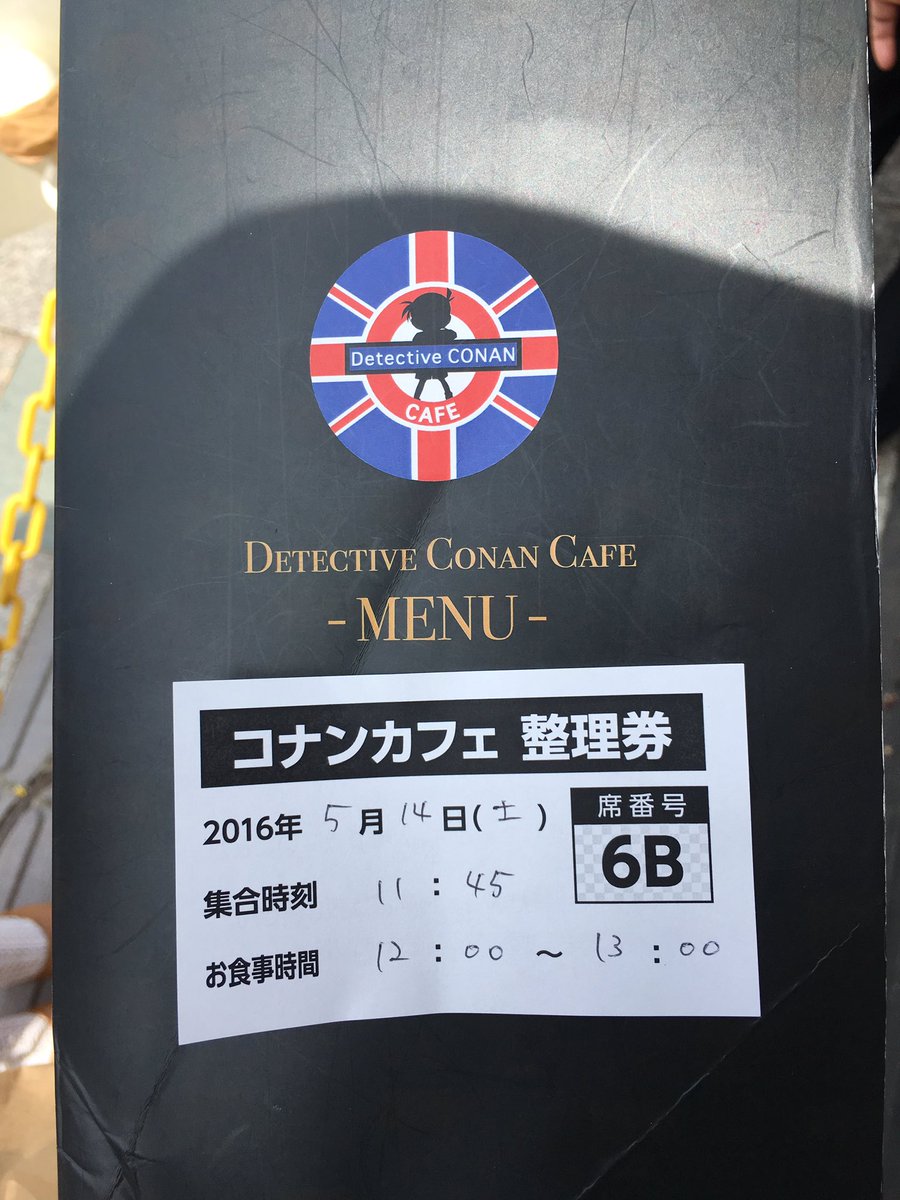 Detective CONAN
CAFE
DETECTIVE CONAN CAFE
- MENU -
コナンカフェ 整理券
2016年 5月 14日(土)
席番号
6B
集合時刻 11:45
お食事時間 12:00 ~ 13:00